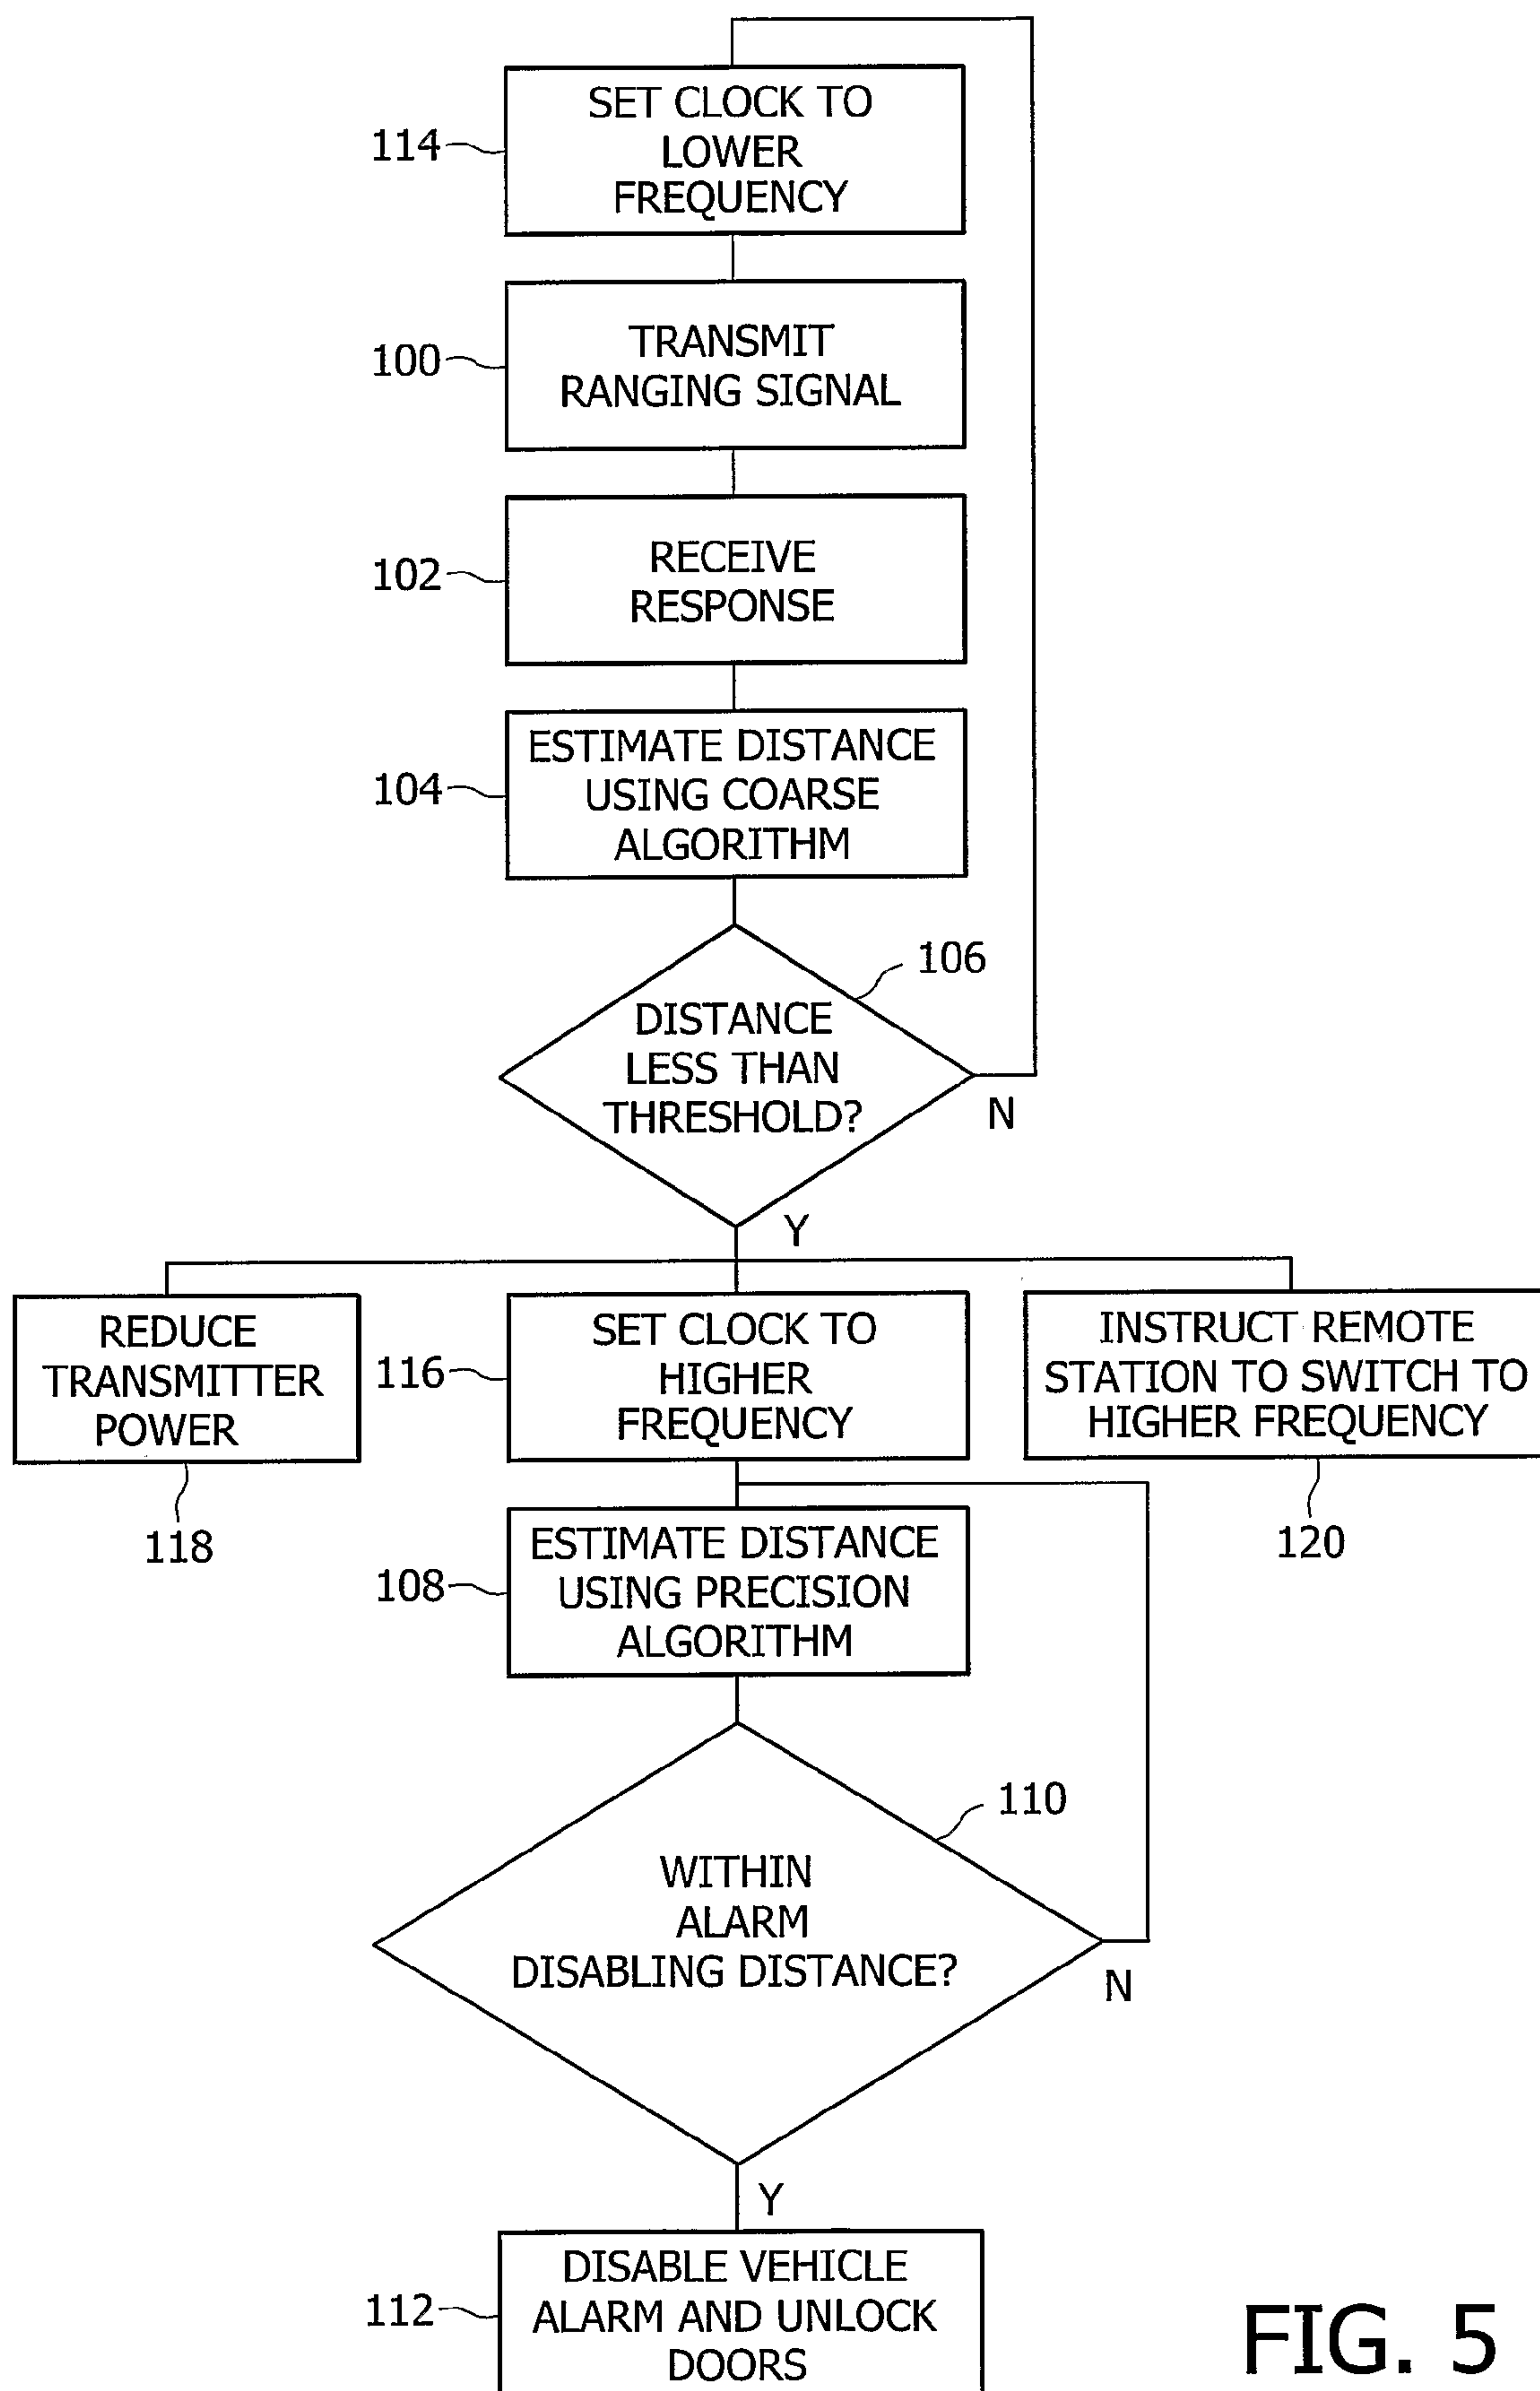 SET CLOCK TO
LOWER
FREQUENCY
114
TRANSMIT
RANGING SIGNAL
100
RECEIVE
RESPONSE
102
ESTIMATE DISTANCE
USING COARSE
ALGORITHM
104
106
DISTANCE
LESS THAN
THRESHOLD?
N
Y
REDUCE
TRANSMITTER
POWER
118
SET CLOCK TO
HIGHER
FREQUENCY
116
INSTRUCT REMOTE
STATION TO SWITCH TO
HIGHER FREQUENCY
120
ESTIMATE DISTANCE
USING PRECISION
ALGORITHM
108
110
WITHIN
ALARM
DISABLING DISTANCE?
N
Y
DISABLE VEHICLE
ALARM AND UNLOCK
DOORS
112
FIG. 5